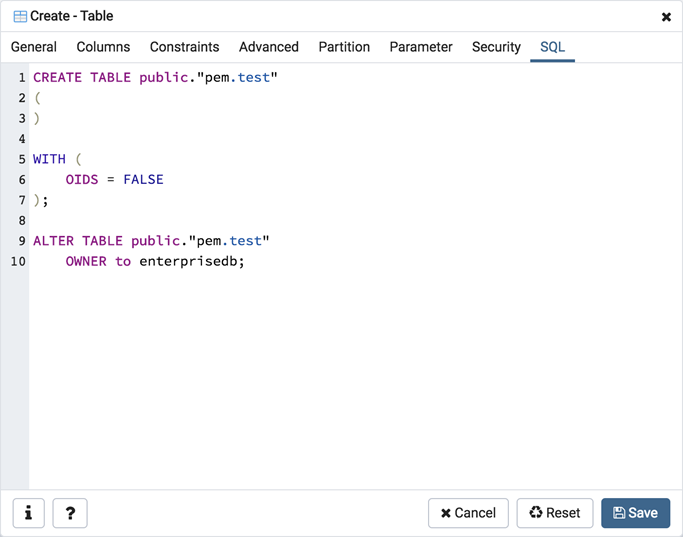 Create - Table
General Columns Constraints Advanced Partition Parameter Security SQL
1 CREATE TABLE public."pem.test"
2 (
3 )
4
5 WITH (
6     OIDS = FALSE
7 );
8
9 ALTER TABLE public."pem.test"
10     OWNER to enterprisedb;
i ? Cancel Reset Save